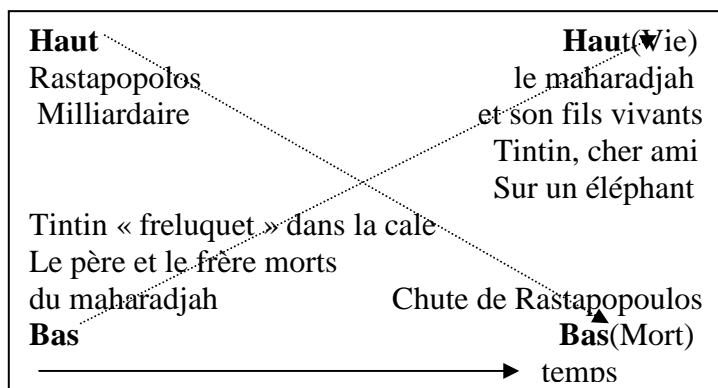 Haut Haut(Vie)
Rastapopolos le maharadjah
Milliardaire et son fils vivants
Tintin, cher ami
Sur un éléphant
Tintin « freluquet » dans la cale
Le père et le frère morts
du maharadjah Chute de Rastapopoulos
Bas Bas(Mort)
temps